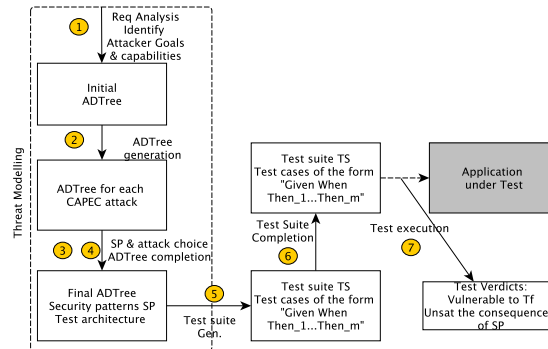 1
Req Analysis
Identify
Attacker Goals
& capabilities
Initial
ADTree
2
ADTree
generation
Threat Modelling
ADTree for each
CAPEC attack
3
4
SP & attack choice
ADTree completion
Final ADTree
Security patterns SP
Test architecture
5
Test suite
Gen.
Test suite TS
Test cases of the form
"Given When
Then_1...Then_m"
6
Test Suite
Completion
Test suite TS
Test cases of the form
"Given When
Then_1...Then_m"
Application
under Test
Test execution
7
Test Verdicts:
Vulnerable to Tf
Unsat the consequence
of SP